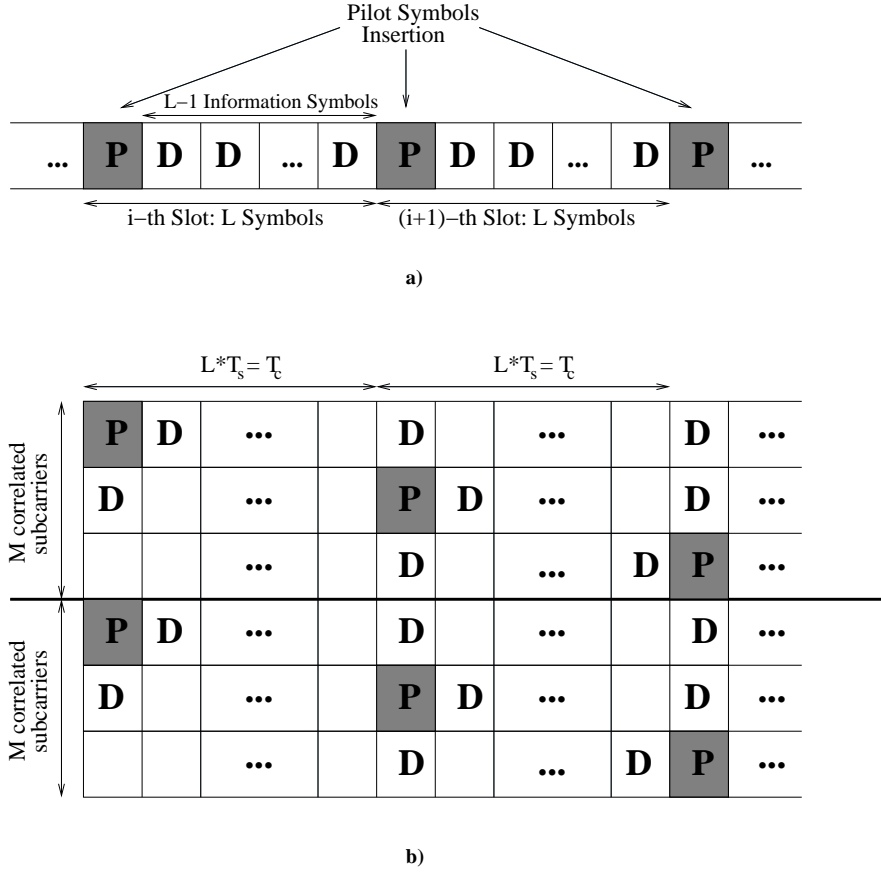 Pilot Symbols
Insertion
L−1 Information Symbols
... P D D ... D P D D ... D P ...
i−th Slot: L Symbols (i+1)−th Slot: L Symbols
a)
L*Ts = Tc L*Ts = Tc
M correlated
subcarriers
P D ... D ... D ...
D ... P D ... D ...
... D ... D P ...
M correlated
subcarriers
P D ... D ... D ...
D ... P D ... D ...
... D ... D P ...
b)